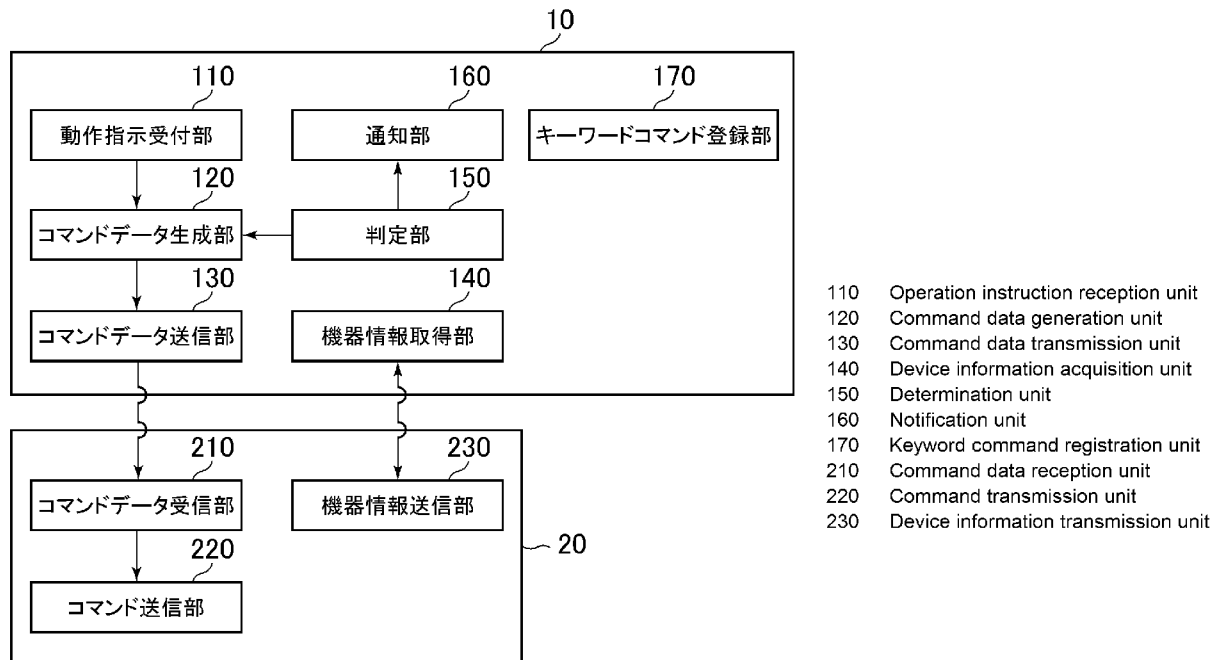 10
110
160
170
動作指示受付部
通知部
キーワードコマンド登録部
120
150
コマンドデータ生成部
判定部
130
140
コマンドデータ送信部
機器情報取得部
210
230
コマンドデータ受信部
機器情報送信部
20
220
コマンド送信部
110 Operation instruction reception unit
120 Command data generation unit
130 Command data transmission unit
140 Device information acquisition unit
150 Determination unit
160 Notification unit
170 Keyword command registration unit
210 Command data reception unit
220 Command transmission unit
230 Device information transmission unit